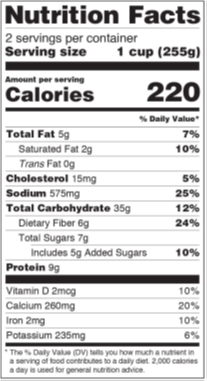 Nutrition Facts
2 servings per container
Serving size 1 cup (255g)
Amount per serving
Calories 220
% Daily Value*
Total Fat 5g 7%
Saturated Fat 2g 10%
Trans Fat 0g
Cholesterol 15mg 5%
Sodium 575mg 25%
Total Carbohydrate 35g 12%
Dietary Fiber 6g 24%
Total Sugars 7g
Includes 5g Added Sugars 10%
Protein 9g
Vitamin D 2mcg 10%
Calcium 260mg 20%
Iron 2mg 10%
Potassium 235mg 6%
* The % Daily Value (DV) tells you how much a nutrient in
a serving of food contributes to a daily diet. 2,000 calories
a day is used for general nutrition advice.